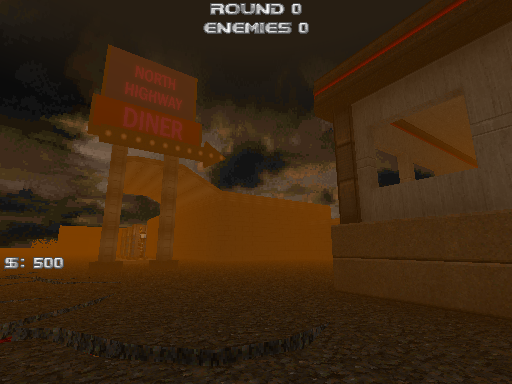 ROUND 0
ENEMIES 0
NORTH
HIGHWAY
DINER
$: 500